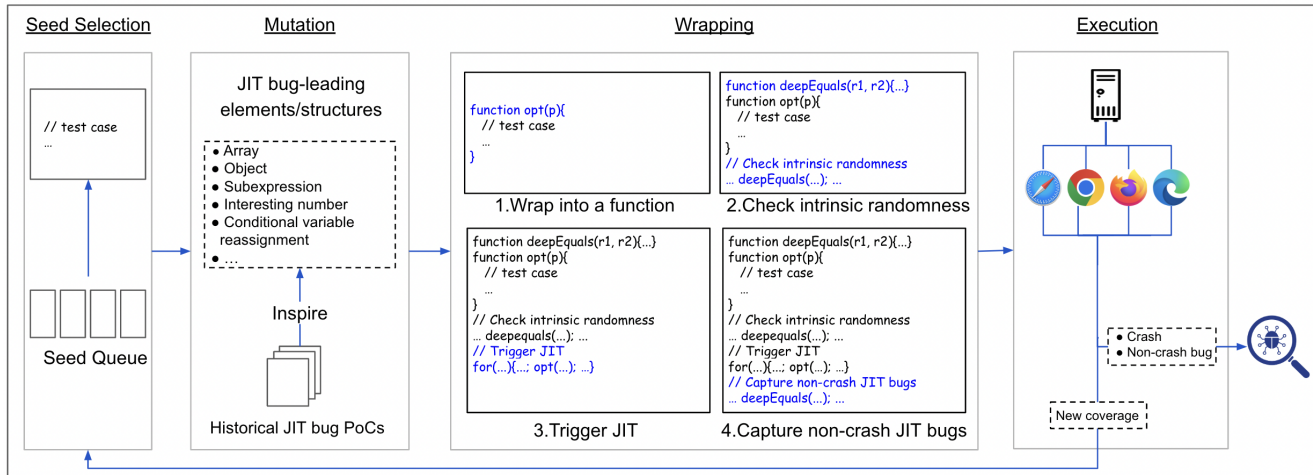 Seed Selection
Mutation
Wrapping
Execution
// test case
...
Seed Queue
JIT bug-leading
elements/structures
● Array
● Object
● Subexpression
● Interesting number
● Conditional variable
reassignment
● ...
Inspire
Historical JIT bug PoCs
function opt(p){
// test case
...
}
1.Wrap into a function
function deepEquals(r1, r2){...}
function opt(p){
// test case
...
}
// Check intrinsic randomness
... deepEquals(...); ...
2.Check intrinsic randomness
function deepEquals(r1, r2){...}
function opt(p){
// test case
...
}
// Check intrinsic randomness
... deepequals(...); ...
// Trigger JIT
for(...){...; opt(...); ...}
3.Trigger JIT
function deepEquals(r1, r2){...}
function opt(p){
// test case
...
}
// Check intrinsic randomness
... deepequals(...); ...
// Trigger JIT
for(...){...; opt(...); ...}
// Capture non-crash JIT bugs
... deepEquals(...); ...
4.Capture non-crash JIT bugs
● Crash
● Non-crash bug
New coverage